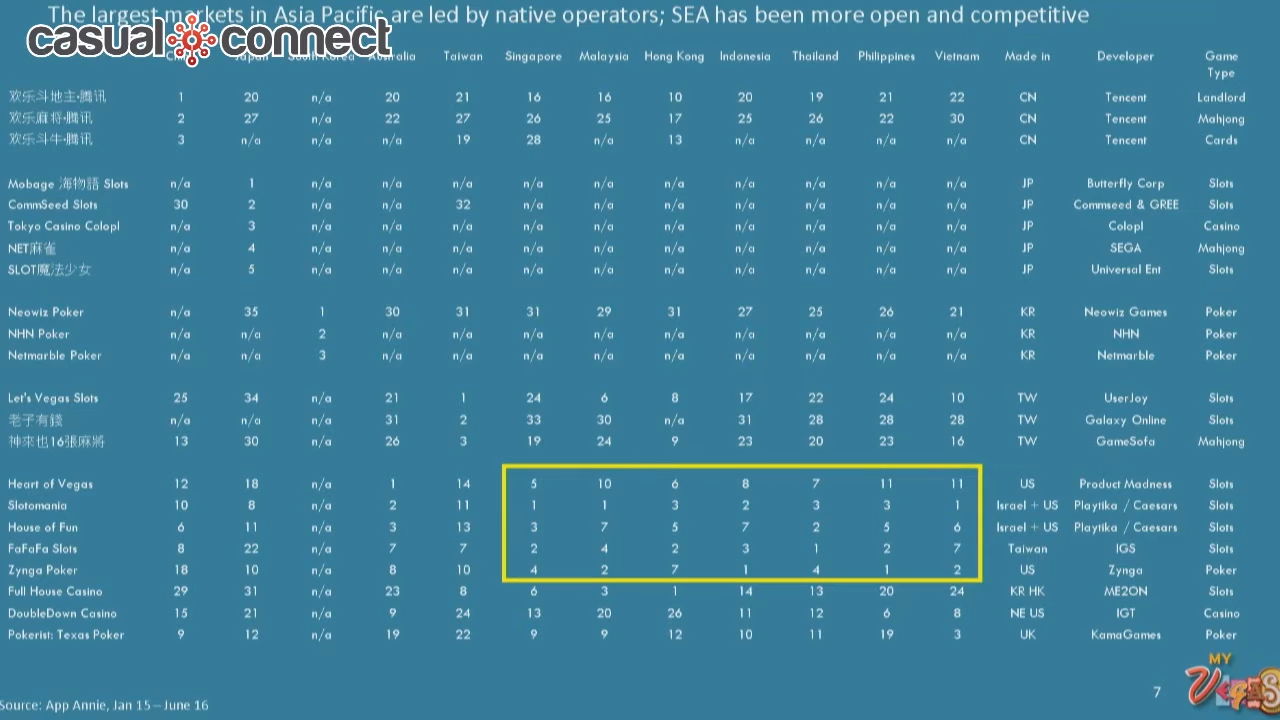 The largest markets in Asia Pacific are led by native operators; SEA has been more open and competitive
casual connect
Taiwan Singapore Malaysia Hong Kong Indonesia Thailand Philippines Vietnam Made in Developer Game Type
欢乐斗地主·腾讯 1 20 n/a 20 21 16 16 10 20 19 21 22 CN Tencent Landlord
欢乐麻将·腾讯 2 27 n/a 22 27 26 25 17 25 26 22 30 CN Tencent Mahjong
欢乐斗牛·腾讯 3 n/a n/a n/a 19 28 n/a 13 n/a n/a n/a n/a CN Tencent Cards
Mobage 海物語 Slots n/a 1 n/a n/a n/a n/a n/a n/a n/a n/a n/a n/a JP Butterfly Corp Slots
CommSeed Slots 30 2 n/a n/a 32 n/a n/a n/a n/a n/a n/a n/a JP Commseed & GREE Slots
Tokyo Casino Colopl n/a 3 n/a n/a n/a n/a n/a n/a n/a n/a n/a n/a JP Colopl Casino
NET麻雀 n/a 4 n/a n/a n/a n/a n/a n/a n/a n/a n/a n/a JP SEGA Mahjong
SLOT魔法少女 n/a 5 n/a n/a n/a n/a n/a n/a n/a n/a n/a n/a JP Universal Ent Slots
Neowiz Poker n/a 35 1 30 31 31 29 31 27 25 26 21 KR Neowiz Games Poker
NHN Poker n/a n/a 2 n/a n/a n/a n/a n/a n/a n/a n/a n/a KR NHN Poker
Netmarble Poker n/a n/a 3 n/a n/a n/a n/a n/a n/a n/a n/a n/a KR Netmarble Poker
Let's Vegas Slots 25 34 n/a 21 1 24 6 8 17 22 24 10 TW UserJoy Slots
老子有錢 n/a n/a n/a 31 2 33 30 n/a 31 28 28 28 TW Galaxy Online Slots
神來也16張麻將 13 30 n/a 26 3 19 24 9 23 20 23 16 TW GameSofa Mahjong
Heart of Vegas 12 18 n/a 1 14 5 10 6 8 7 11 11 US Product Madness Slots
Slotomania 10 8 n/a 2 11 1 1 3 2 3 3 1 Israel + US Playtika / Caesars Slots
House of Fun 6 11 n/a 3 13 3 7 5 7 2 5 6 Israel + US Playtika / Caesars Slots
FaFaFa Slots 8 22 n/a 7 7 2 4 2 3 1 2 7 Taiwan IGS Slots
Zynga Poker 18 10 n/a 8 10 4 2 7 1 4 1 2 US Zynga Poker
Full House Casino 29 31 n/a 23 8 6 3 1 14 13 20 24 KR HK ME2ON Slots
DoubleDown Casino 15 21 n/a 9 24 13 20 26 11 12 6 8 NE US IGT Casino
Pokerist: Texas Poker 9 12 n/a 19 22 9 9 12 10 11 19 3 UK KamaGames Poker
MY
VEGAS
7
Source: App Annie, Jan 15 – June 16